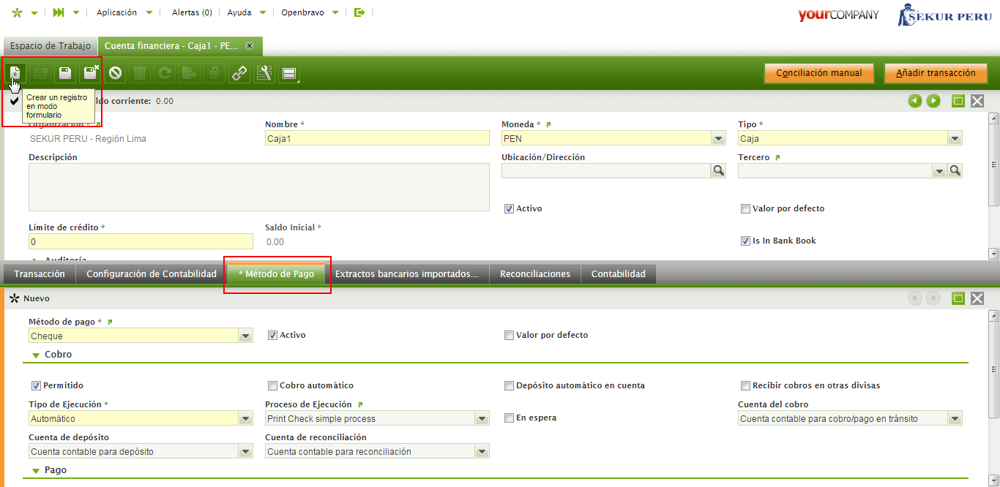 Aplicación Alertas (0) Ayuda Openbravo
yourCOMPANY SEKUR PERU
Espacio de Trabajo Cuenta financiera - Caja1 - PE... x
Conciliación manual Añadir transacción
Crear un registro
en modo
formulario
ldo corriente: 0.00
Organización * Nombre * Moneda * Tipo *
SEKUR PERU - Región Lima Caja1 PEN Caja
Descripción Ubicación/Dirección Tercero
Activo Valor por defecto
Límite de crédito * Saldo Inicial *
0 0.00 Is In Bank Book
Auditoría
Transacción Configuración de Contabilidad * Método de Pago Extractos bancarios importados... Reconciliaciones Contabilidad
Nuevo
Método de pago *
Cheque Activo Valor por defecto
Cobro
Permitido Cobro automático Depósito automático en cuenta Recibir cobros en otras divisas
Tipo de Ejecución * Proceso de Ejecución Cuenta del cobro
Automático Print Check simple process En espera Cuenta contable para cobro/pago en tránsito
Cuenta de depósito Cuenta de reconciliación
Cuenta contable para depósito Cuenta contable para reconciliación
Pago